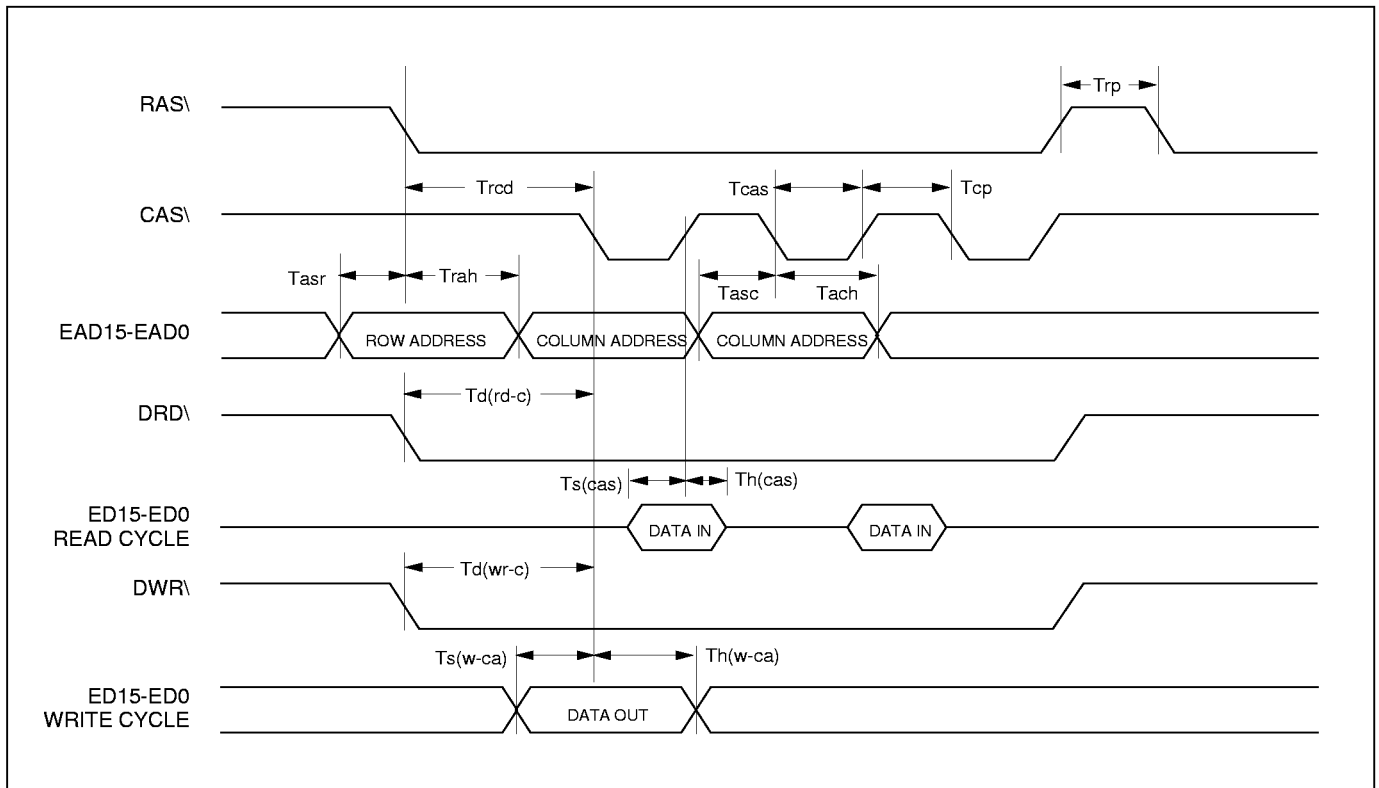 Trp
RAS\
Trcd
Tcas
Tcp
CAS\
Tasr
Trah
Tasc
Tach
EAD15-EAD0
ROW ADDRESS
COLUMN ADDRESS
COLUMN ADDRESS
Td(rd-c)
DRD\
Ts(cas)
Th(cas)
ED15-ED0
READ CYCLE
DATA IN
DATA IN
Td(wr-c)
DWR\
Ts(w-ca)
Th(w-ca)
ED15-ED0
WRITE CYCLE
DATA OUT